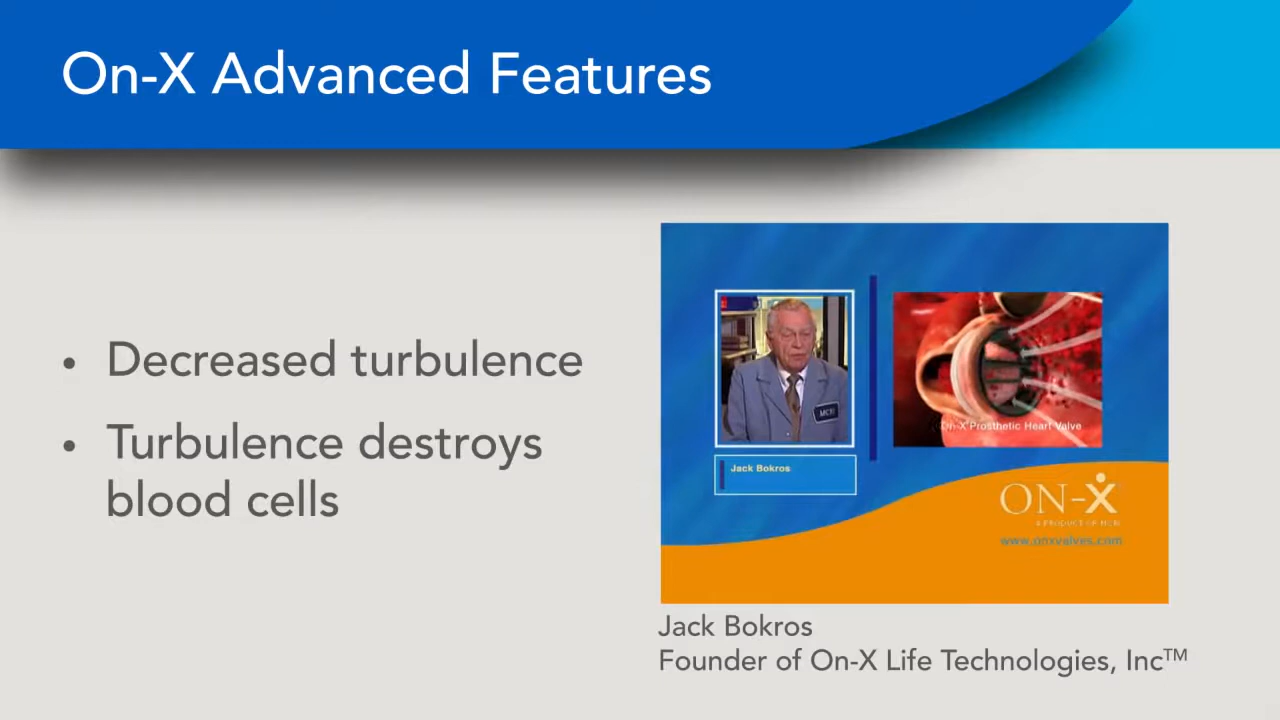 On-X Advanced Features
• Decreased turbulence
• Turbulence destroys
blood cells
MCRI
On-X Prosthetic Heart Valve
Jack Bokros
ON-X
A PRODUCT OF MCRI
www.onxvalves.com
Jack Bokros
Founder of On-X Life Technologies, Inc™